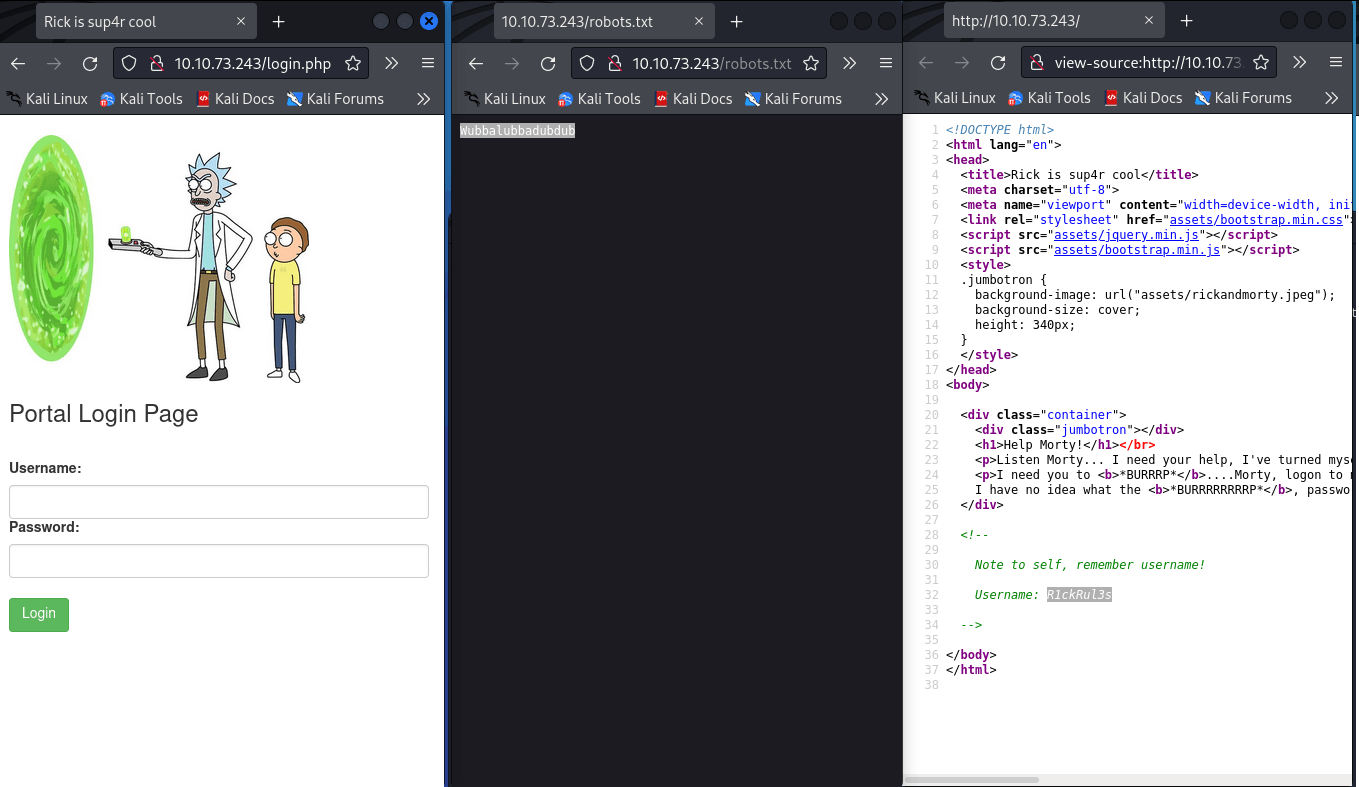 Rick is sup4r cool
10.10.73.243/login.php
Kali Linux Kali Tools Kali Docs Kali Forums
Portal Login Page
Username:
Password:
Login
10.10.73.243/robots.txt
10.10.73.243/robots.txt
Kali Linux Kali Tools Kali Docs Kali Forums
Wubbalubbadubdub
http://10.10.73.243/
view-source:http://10.10.73.
Kali Linux Kali Tools Kali Docs Kali Forums
1 <!DOCTYPE html>
2 <html lang="en">
3 <head>
4 <title>Rick is sup4r cool</title>
5 <meta charset="utf-8">
6 <meta name="viewport" content="width=device-width, init
7 <link rel="stylesheet" href="assets/bootstrap.min.css">
8 <script src="assets/jquery.min.js"></script>
9 <script src="assets/bootstrap.min.js"></script>
10 <style>
11 .jumbotron {
12 background-image: url("assets/rickandmorty.jpeg");
13 background-size: cover;
14 height: 340px;
15 }
16 </style>
17 </head>
18 <body>
19
20 <div class="container">
21 <div class="jumbotron"></div>
22 <h1>Help Morty!</h1></br>
23 <p>Listen Morty... I need your help, I've turned myse
24 <p>I need you to <b>*BURRRP*</b>....Morty, logon to m
25 I have no idea what the <b>*BURRRRRRRRP*</b>, passwo
26 </div>
27
28 <!--
29
30 Note to self, remember username!
31
32 Username: R1ckRul3s
33
34 -->
35
36 </body>
37 </html>
38